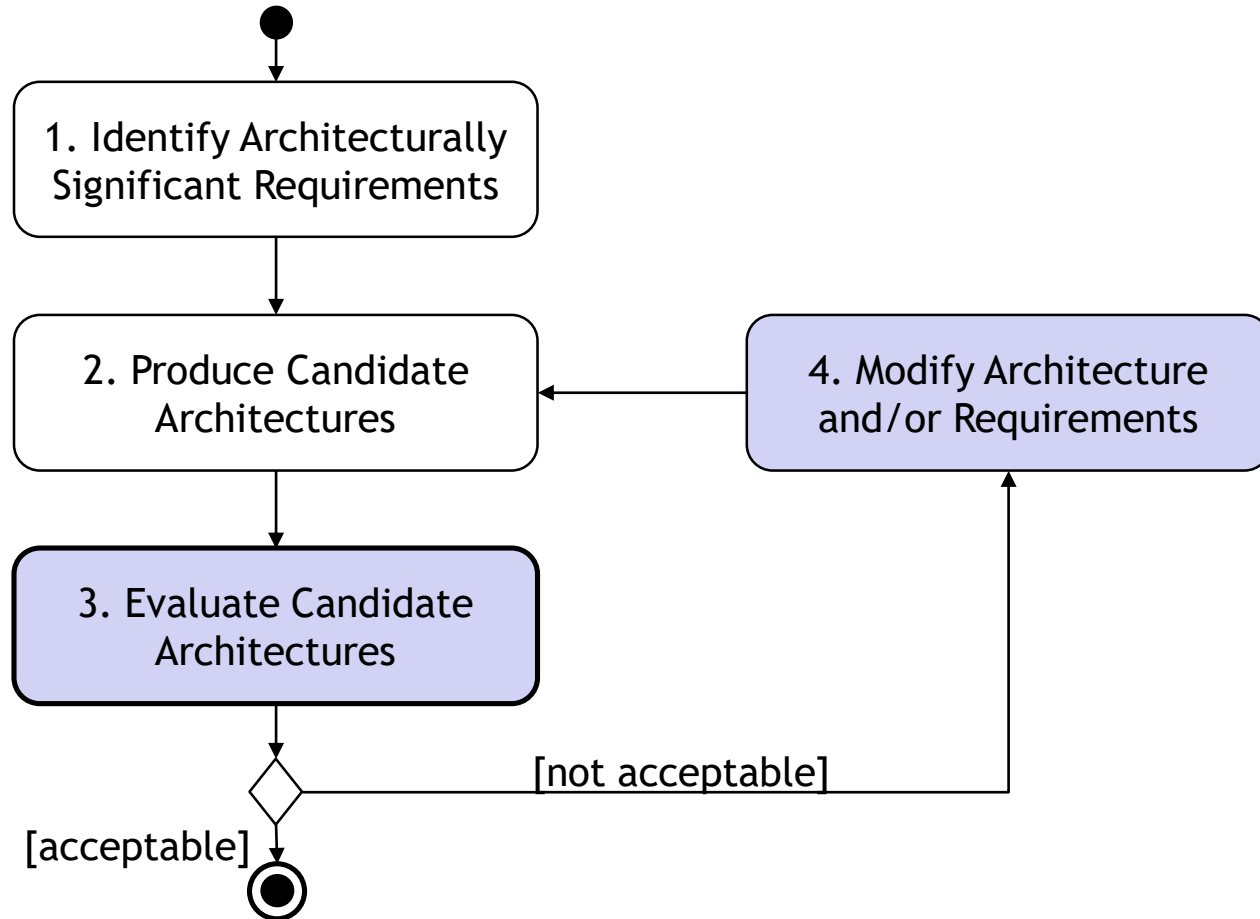 1. Identify Architecturally
Significant Requirements
2. Produce Candidate
Architectures
4. Modify Architecture
and/or Requirements
3. Evaluate Candidate
Architectures
[not acceptable]
[acceptable]